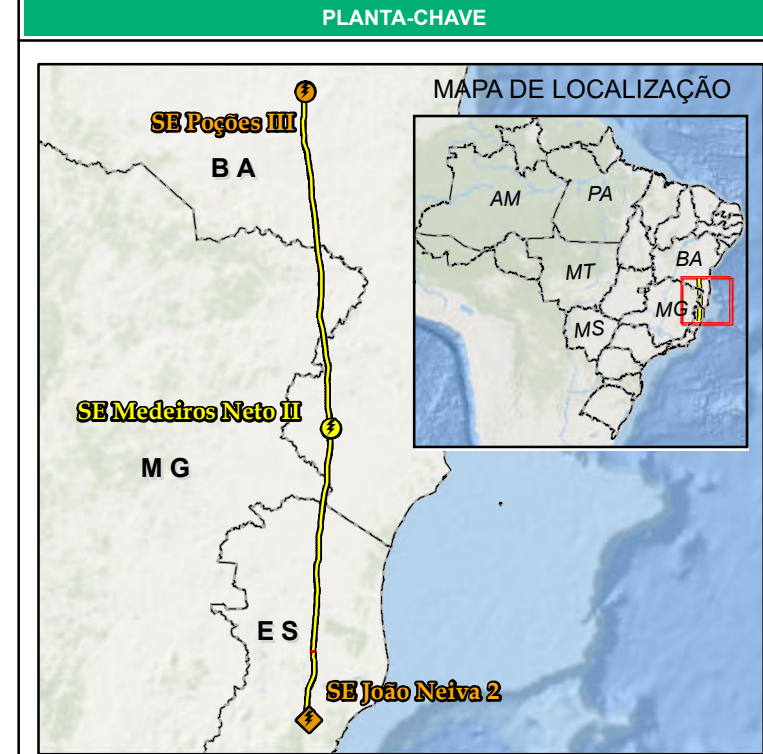 PLANTA-CHAVE
MAPA DE LOCALIZAÇÃO
SE Poções III
B A
AM
PA
BA
MT
MG
MS
SE Medeiros Neto II
M G
E S
SE João Neiva 2